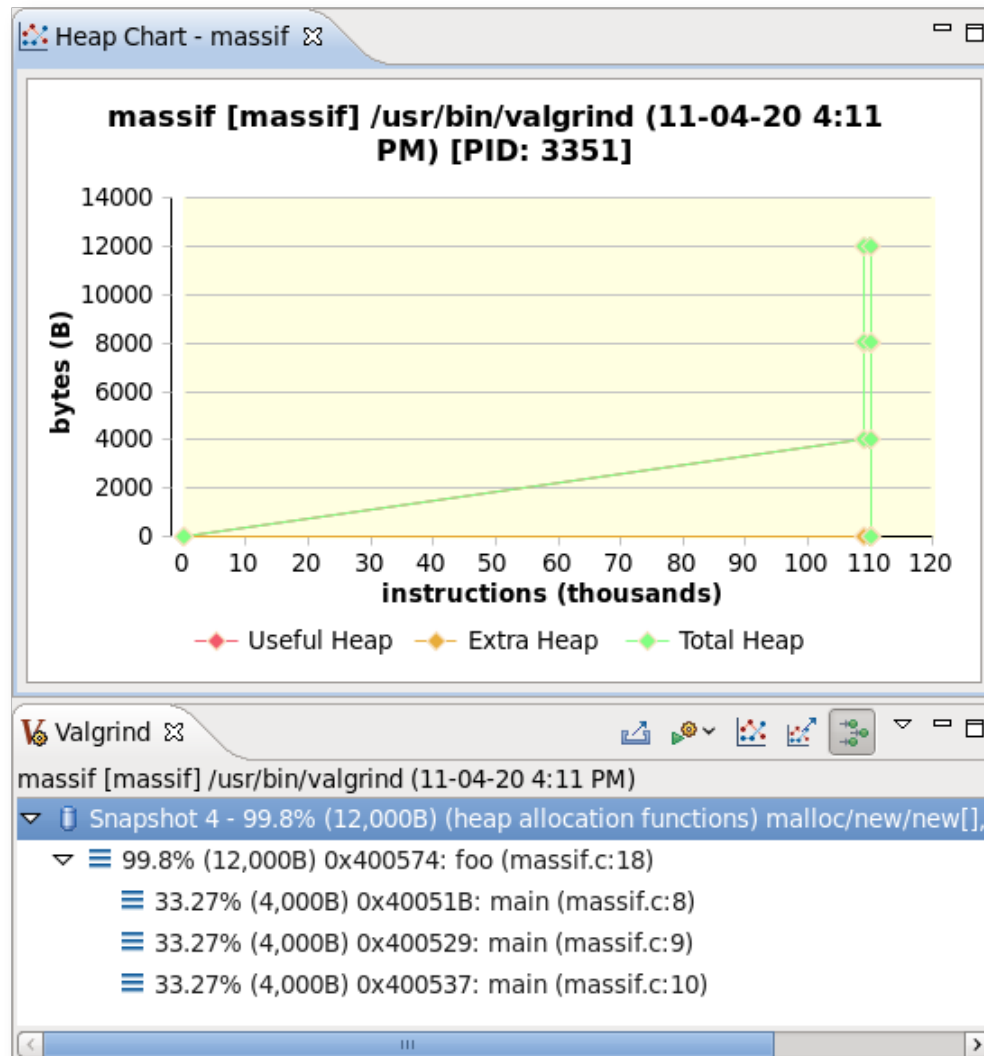 Heap Chart - massif
massif [massif] /usr/bin/valgrind (11-04-20 4:11
PM) [PID: 3351]
14000
12000
10000
8000
6000
4000
2000
0
bytes (B)
0 10 20 30 40 50 60 70 80 90 100 110 120
instructions (thousands)
Useful Heap Extra Heap Total Heap
Valgrind
massif [massif] /usr/bin/valgrind (11-04-20 4:11 PM)
Snapshot 4 - 99.8% (12,000B) (heap allocation functions) malloc/new/new[],
99.8% (12,000B) 0x400574: foo (massif.c:18)
33.27% (4,000B) 0x40051B: main (massif.c:8)
33.27% (4,000B) 0x400529: main (massif.c:9)
33.27% (4,000B) 0x400537: main (massif.c:10)